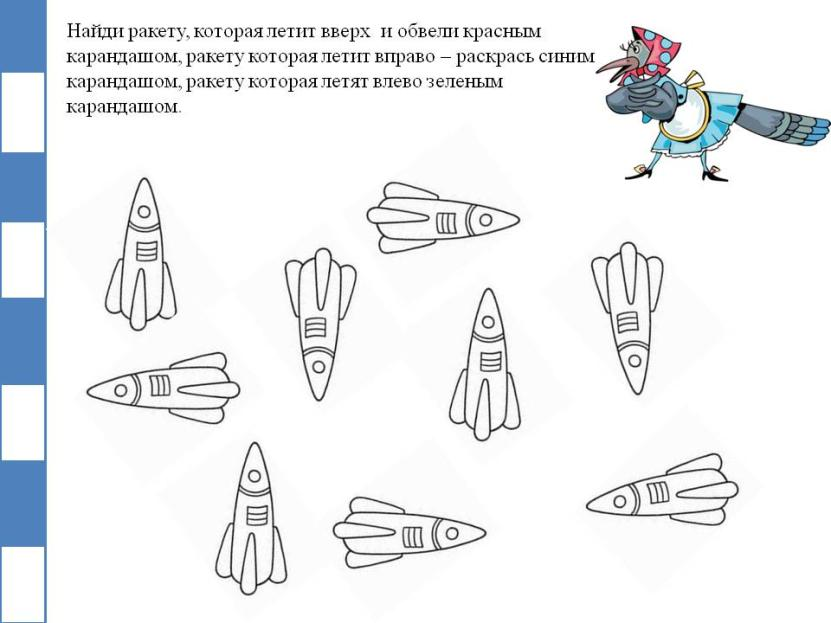 Найди ракету, которая летит вверх  и обвели красным
карандашом, ракету которая летит вправо – раскрась синим
карандашом, ракету которая летят влево зеленым
карандашом.